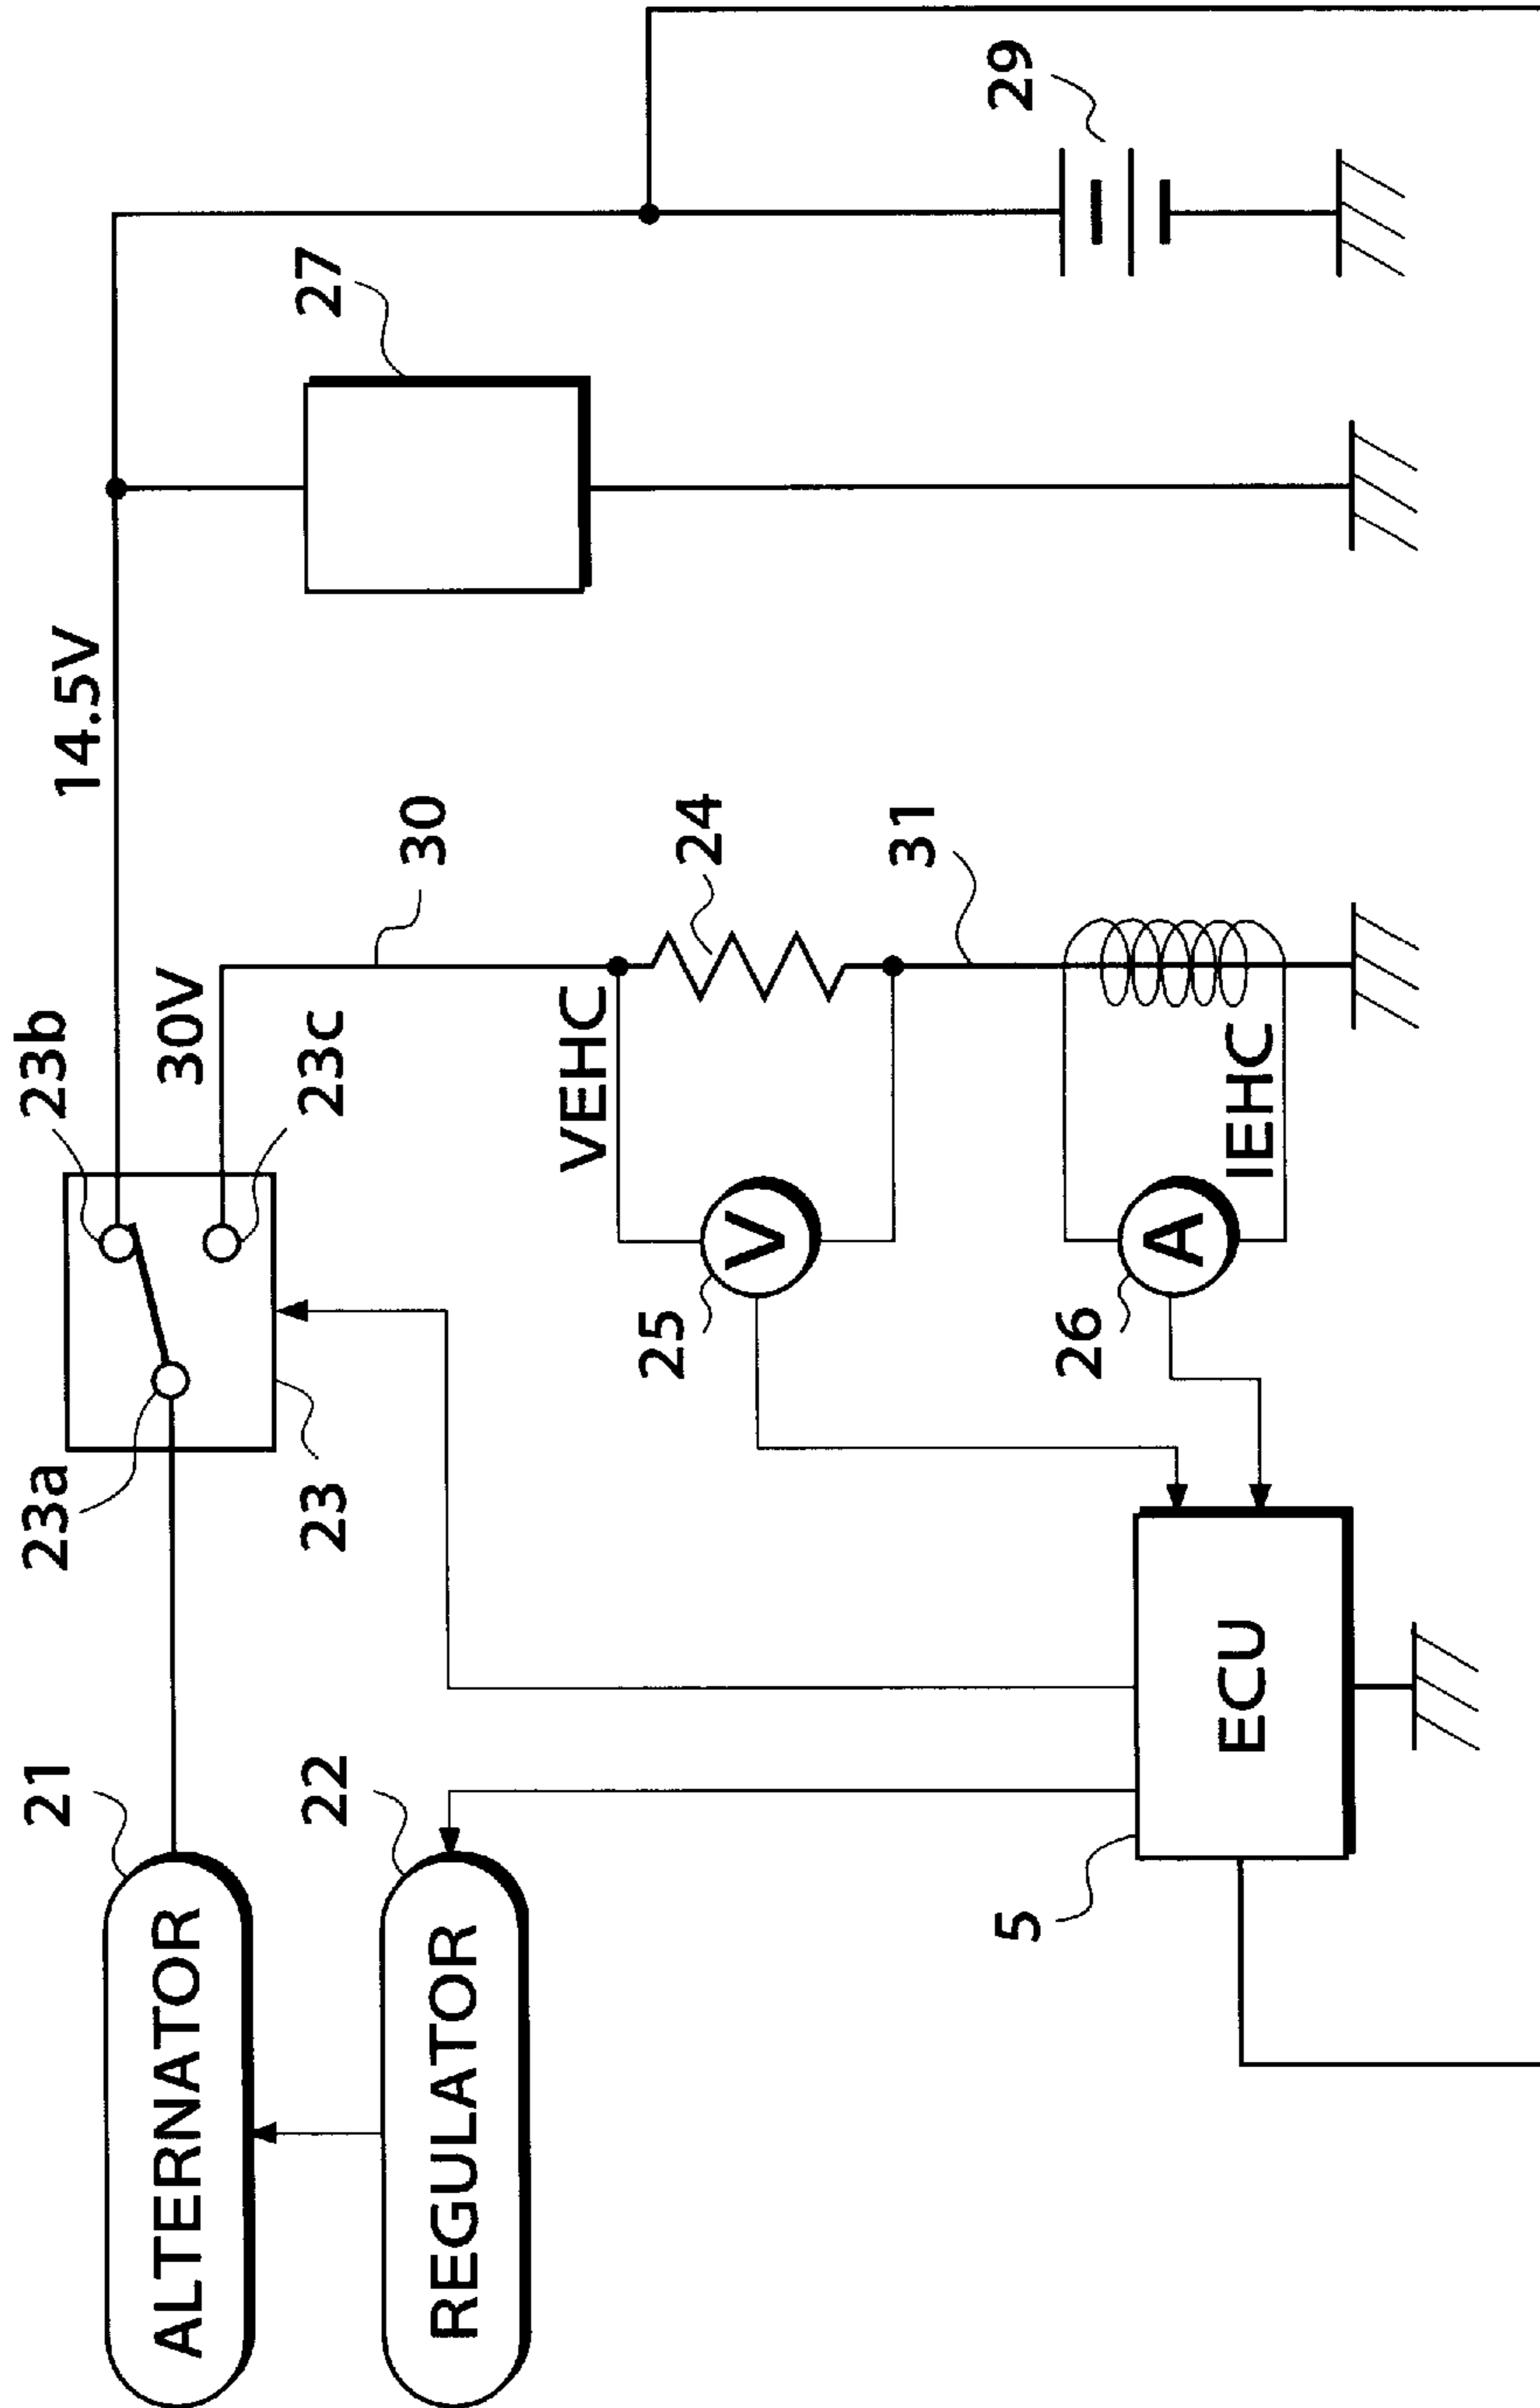 ALTERNATOR
21
REGULATOR
22
23a
23
23b
23c
14.5V
30V
30
27
29
VEHC
24
25
V
31
26
A
IEHC
5
ECU